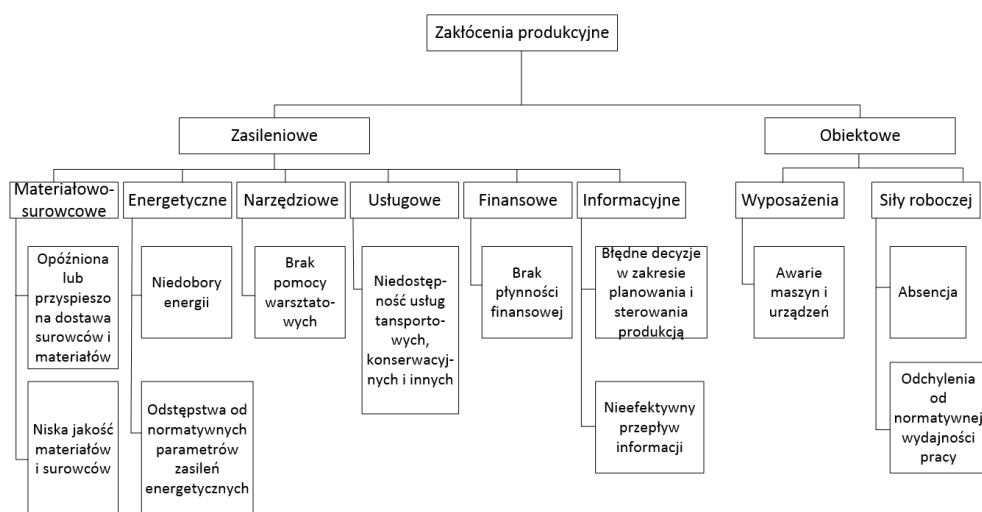 Zakłócenia produkcyjne
Zasileniowe
Obiektowe
Materiałowo-
surowcowe
Energetyczne
Narzędziowe
Usługowe
Finansowe
Informacyjne
Wyposażenia
Siły roboczej
Opóźniona
lub
przyspieszo
na dostawa
surowców i
materiałów
Niedobory
energii
Brak
pomocy
warsztato-
wych
Niedostęp-
ność usług
tansporto-
wych,
konserwacyj-
nych i innych
Brak
płynności
finansowej
Błędne decyzje
w zakresie
planowania i
sterowania
produkcją
Awarie
maszyn i
urządzeń
Absencja
Niska jakość
materiałów
i surowców
Odstępstwa od
normatywnych
parametrów
zasileń
energetycznych
Nieefektywny
przepływ
informacji
Odchylenia
od
normatywnej
wydajności
pracy